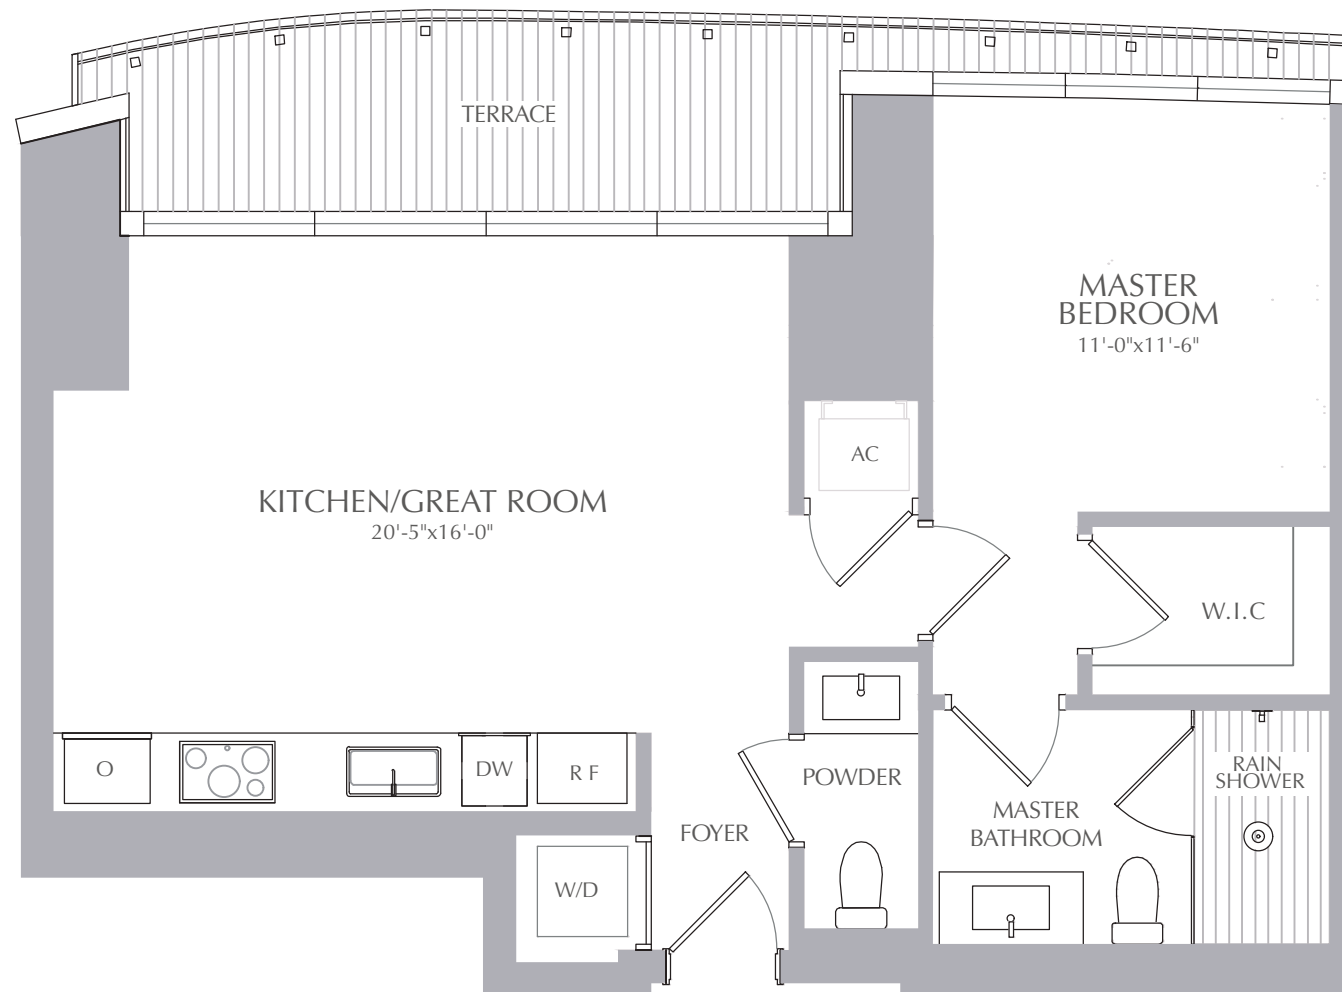 TERRACE
MASTER
BEDROOM
11'-0"x11'-6"
AC
KITCHEN/GREAT ROOM
20'-5"x16'-0"
W.I.C
O
DW
R F
POWDER
RAIN
SHOWER
FOYER
MASTER
BATHROOM
W/D